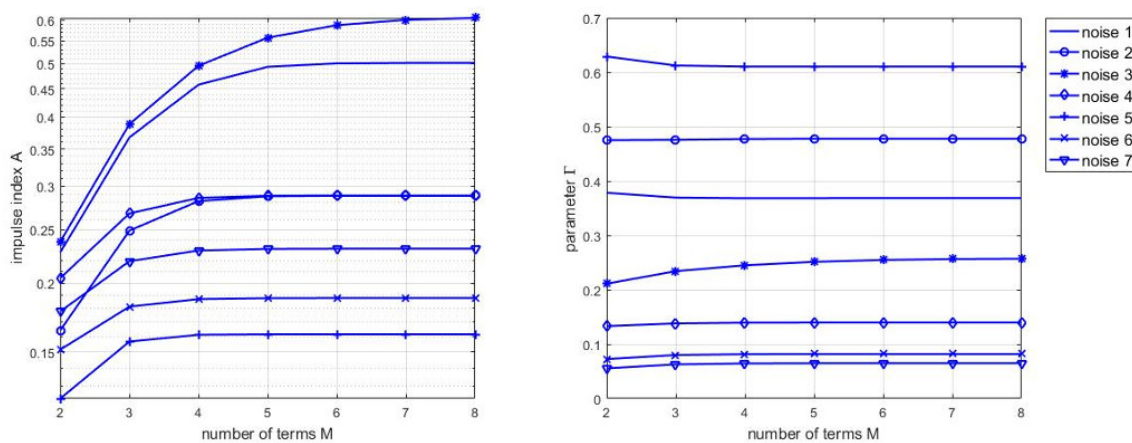 0.6
0.55
0.5
0.45
0.4
0.35
0.3
0.25
0.2
0.15
impulse index A
2 3 4 5 6 7 8
number of terms M
0.7
0.6
0.5
0.4
0.3
0.2
0.1
0
parameter Γ
2 3 4 5 6 7 8
number of terms M
noise 1
noise 2
noise 3
noise 4
noise 5
noise 6
noise 7